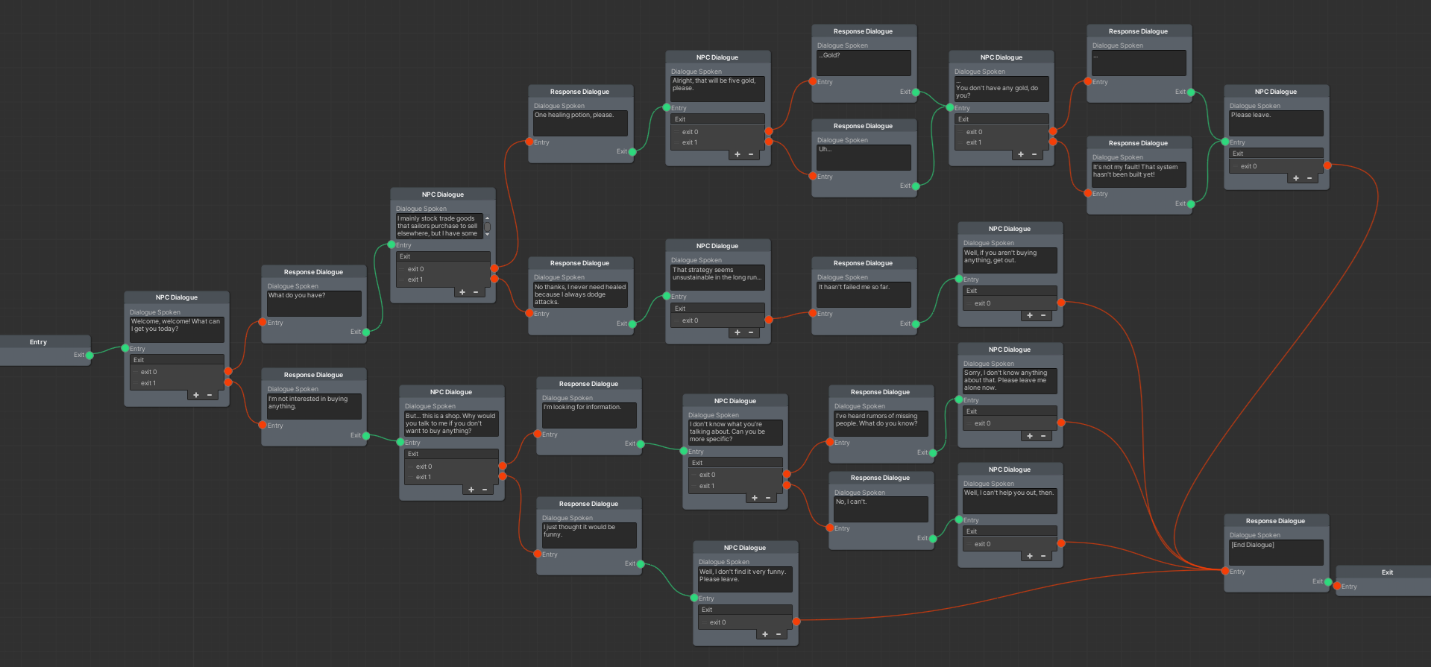 Entry
Exit
NPC Dialogue
Dialogue Spoken
Welcome, welcome! What can
I get you today?
Entry
Exit
exit 0
exit 1
+ -
Response Dialogue
Dialogue Spoken
What do you have?
Entry
Exit
Response Dialogue
Dialogue Spoken
I'm not interested in buying
anything.
Entry
Exit
NPC Dialogue
Dialogue Spoken
I mainly stock trade goods
that sailors purchase to sell
elsewhere, but I have some
Entry
Exit
exit 0
exit 1
+ -
NPC Dialogue
Dialogue Spoken
But... this is a shop. Why would
you talk to me if you don't
want to buy anything?
Entry
Exit
exit 0
exit 1
+ -
Response Dialogue
Dialogue Spoken
One healing potion, please.
Entry
Exit
Response Dialogue
Dialogue Spoken
No thanks, I never need healed
because I always dodge
attacks.
Entry
Exit
Response Dialogue
Dialogue Spoken
I'm looking for information.
Entry
Exit
Response Dialogue
Dialogue Spoken
I just thought it would be
funny.
Entry
Exit
NPC Dialogue
Dialogue Spoken
Alright, that will be five gold,
please.
Entry
Exit
exit 0
exit 1
+ -
NPC Dialogue
Dialogue Spoken
That strategy seems
unsustainable in the long run...
Entry
Exit
exit 0
+ -
NPC Dialogue
Dialogue Spoken
I don't know what you're
talking about. Can you be
more specific?
Entry
Exit
exit 0
exit 1
+ -
NPC Dialogue
Dialogue Spoken
Well, I don't find it very funny.
Please leave.
Entry
Exit
exit 0
+ -
Response Dialogue
Dialogue Spoken
...Gold?
Entry
Exit
Response Dialogue
Dialogue Spoken
Uh...
Entry
Exit
Response Dialogue
Dialogue Spoken
It hasn't failed me so far.
Entry
Exit
Response Dialogue
Dialogue Spoken
I've heard rumors of missing
people. What do you know?
Entry
Exit
Response Dialogue
Dialogue Spoken
No, I can't.
Entry
Exit
NPC Dialogue
Dialogue Spoken
...
You don't have any gold, do
you?
Entry
Exit
exit 0
exit 1
+ -
NPC Dialogue
Dialogue Spoken
Well, if you aren't buying
anything, get out.
Entry
Exit
exit 0
+ -
NPC Dialogue
Dialogue Spoken
Sorry, I don't know anything
about that. Please leave me
alone now.
Entry
Exit
exit 0
+ -
NPC Dialogue
Dialogue Spoken
Well, I can't help you out, then.
Entry
Exit
exit 0
+ -
Response Dialogue
Dialogue Spoken
...
Entry
Exit
Response Dialogue
Dialogue Spoken
It's not my fault! That system
hasn't been built yet!
Entry
Exit
NPC Dialogue
Dialogue Spoken
Please leave.
Entry
Exit
exit 0
+ -
Response Dialogue
Dialogue Spoken
[End Dialogue]
Entry
Exit
Exit
Entry